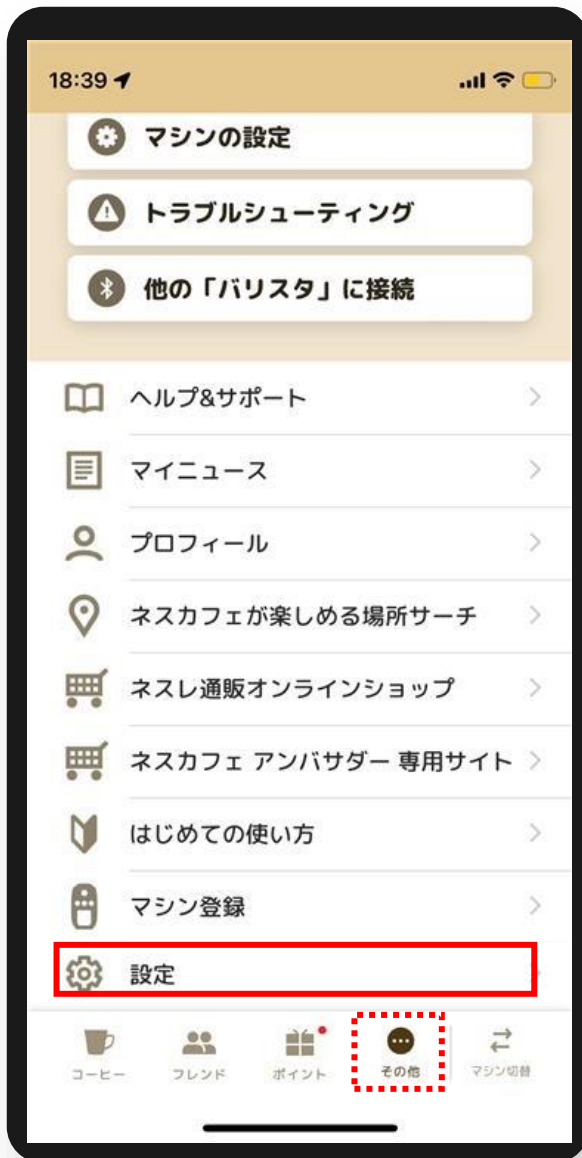 18:39
マシンの設定
トラブルシューティング
他の「バリスタ」に接続
ヘルプ&サポート
マイニュース
プロフィール
ネスカフェが楽しめる場所サーチ
ネスレ通販オンラインショップ
ネスカフェ アンバサダー 専用サイト
はじめての使い方
マシン登録
設定
コーヒー フレンド ポイント その他 マシン切替